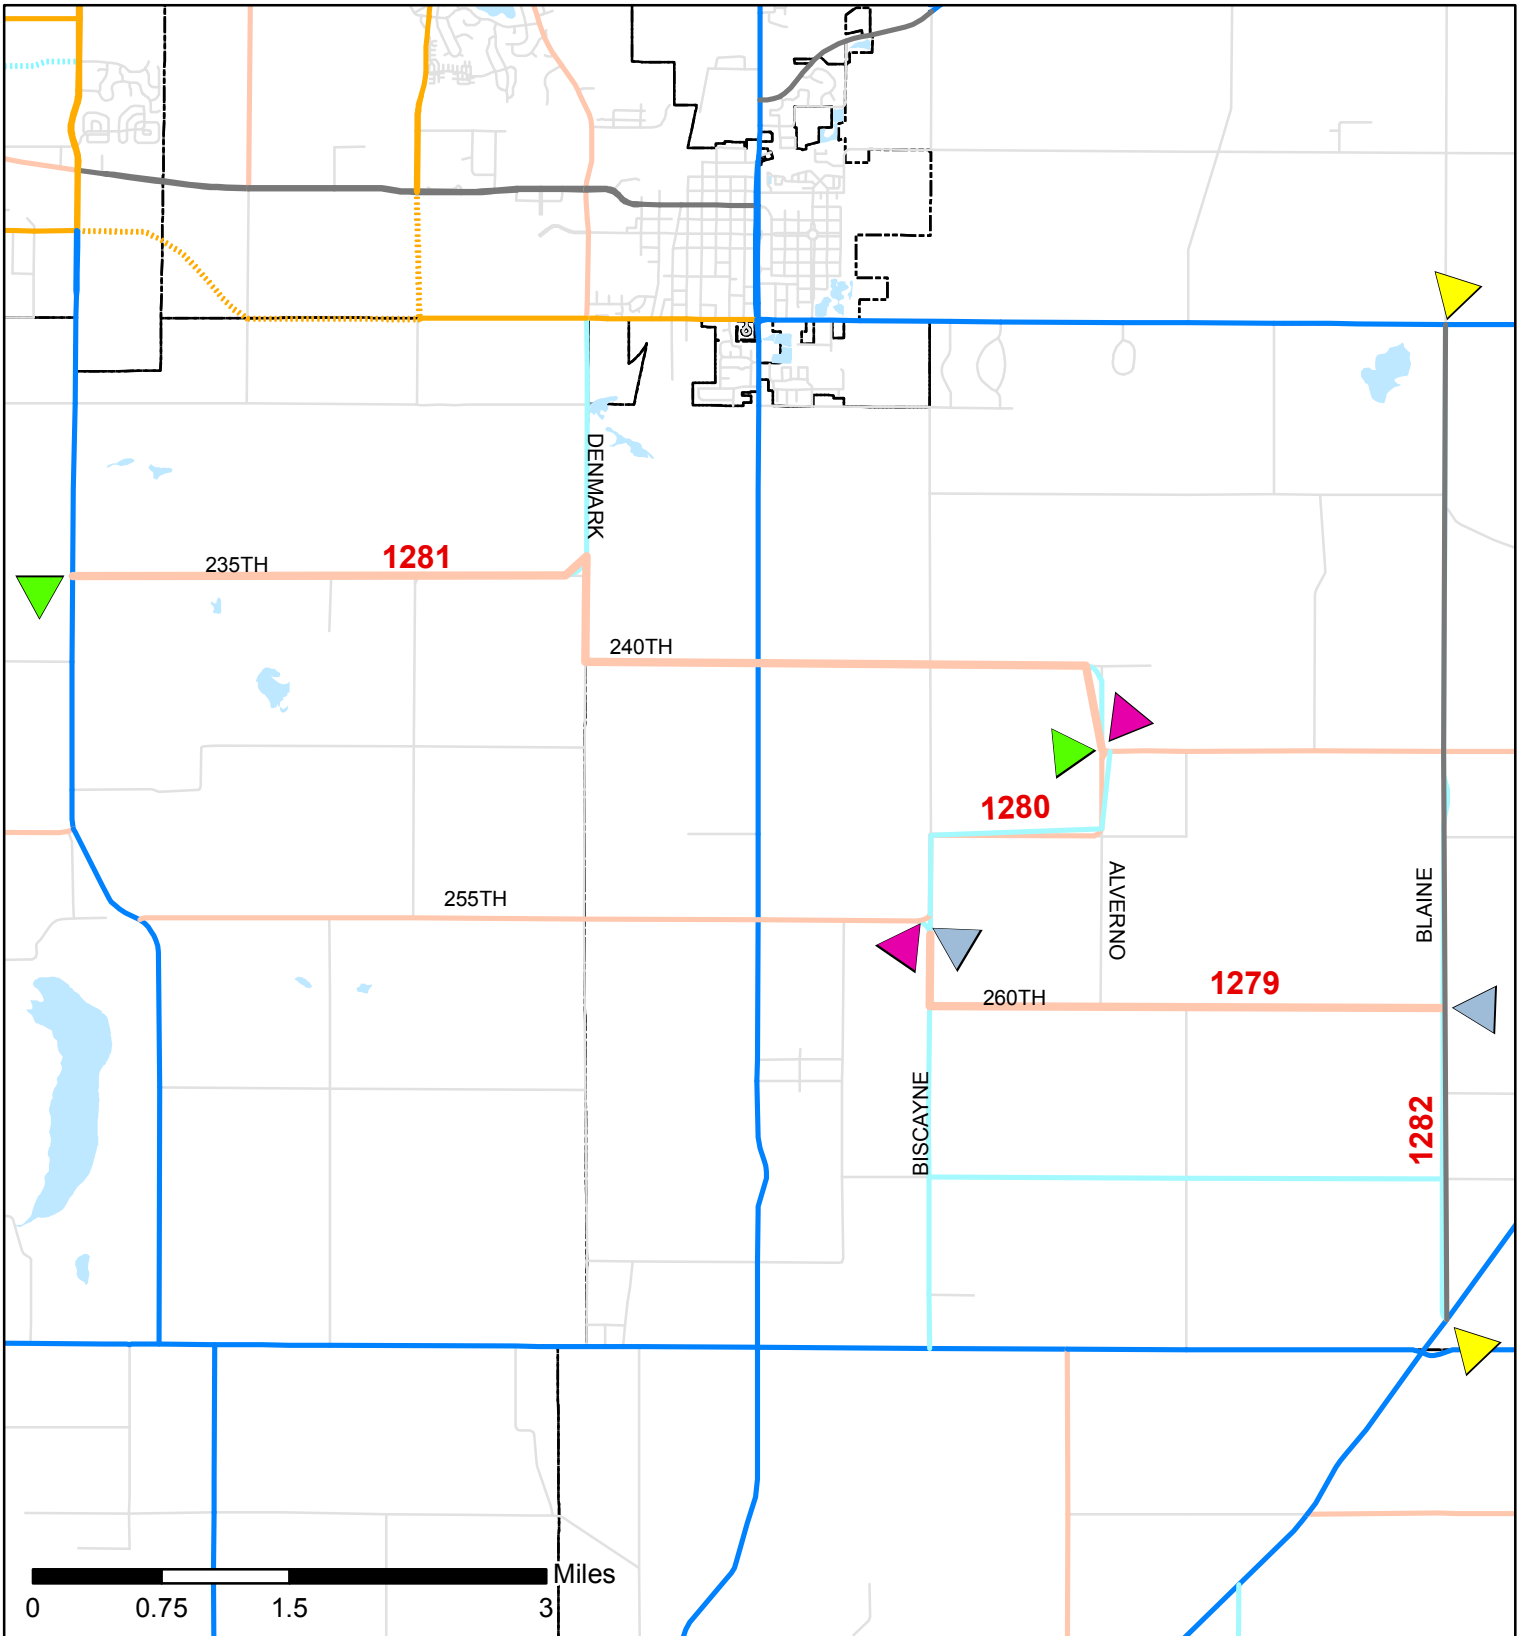 DENMARK
235TH
1281
240TH
1280
ALVERNO
BLAINE
255TH
1279
260TH
BISCAYNE
1282
Miles
0 0.75 1.5 3